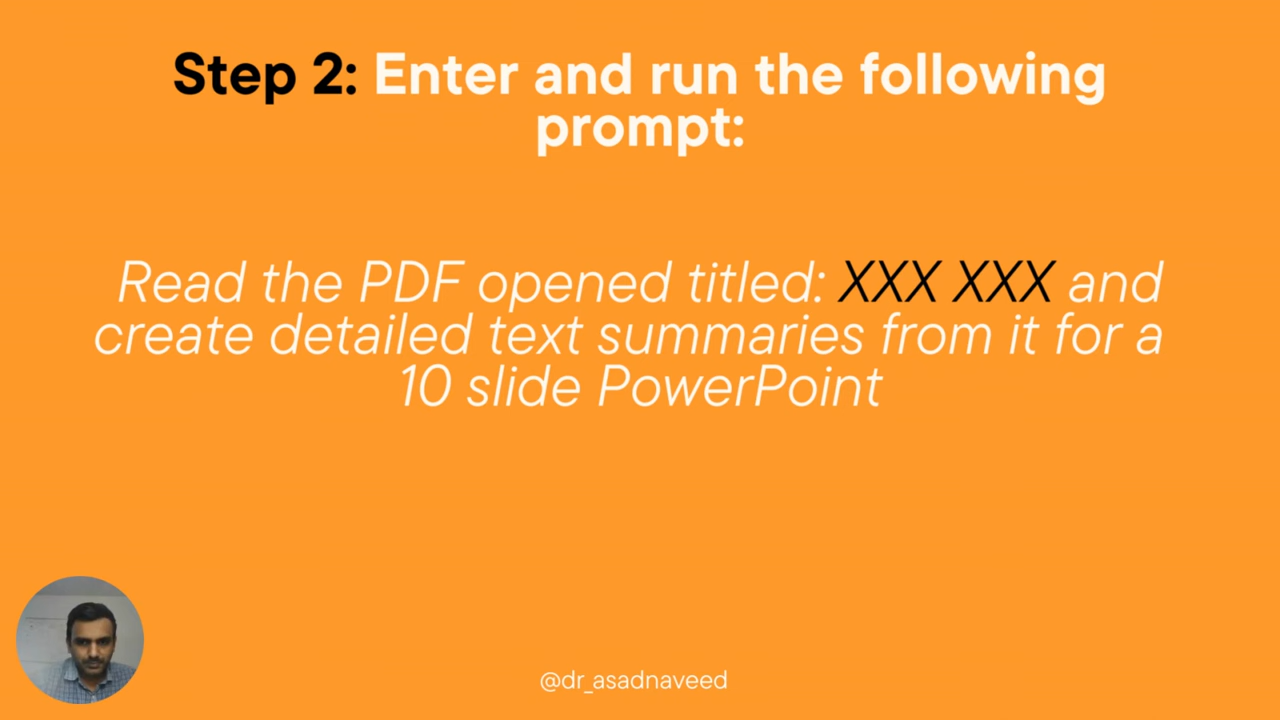 Step 2: Enter and run the following
prompt:
Read the PDF opened titled: XXX XXX and
create detailed text summaries from it for a
10 slide PowerPoint
@dr_asadnaveed